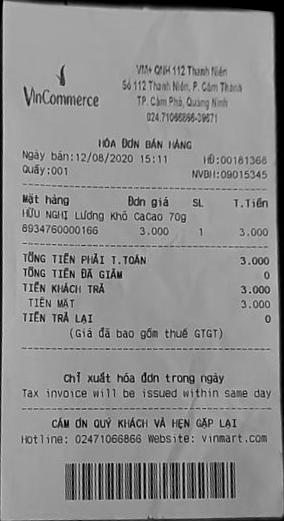 VinCommerce
VM+ QNH 112 Thanh Niên
Số 112 Thanh Niên, P. Cẩm Thành
TP. Cẩm Phả, Quảng Ninh
024.71066866-39671
HÓA ĐƠN BÁN HÀNG
Ngày bán:12/08/2020 15:11 HĐ:00181368
Quầy:001 NVBH:09015345
Mặt hàng Đơn giá SL T.Tiền
HỮU NGHỊ Lương Khô CaCao 70g
8934760000166 3.000 1 3.000
TỔNG TIỀN PHẢI T.TOÁN 3.000
TỔNG TIỀN ĐÃ GIẢM 0
TIỀN KHÁCH TRẢ 3.000
TIỀN MẶT 3.000
TIỀN TRẢ LẠI 0
(Giá đã bao gồm thuế GTGT)
Chỉ xuất hóa đơn trong ngày
Tax invoice will be issued within same day
CẢM ƠN QUÝ KHÁCH VÀ HẸN GẶP LẠI
Hotline: 02471066866 Website: vinmart.com